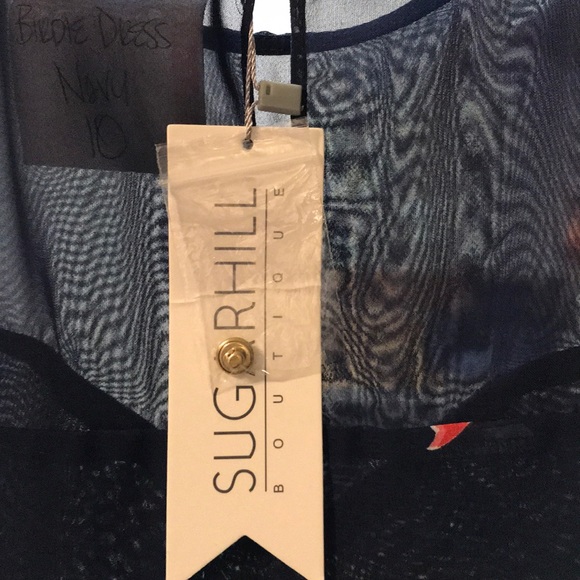 BIRDIE DRESS
NAVY
10
SUGARHILL
BOUTIQUE